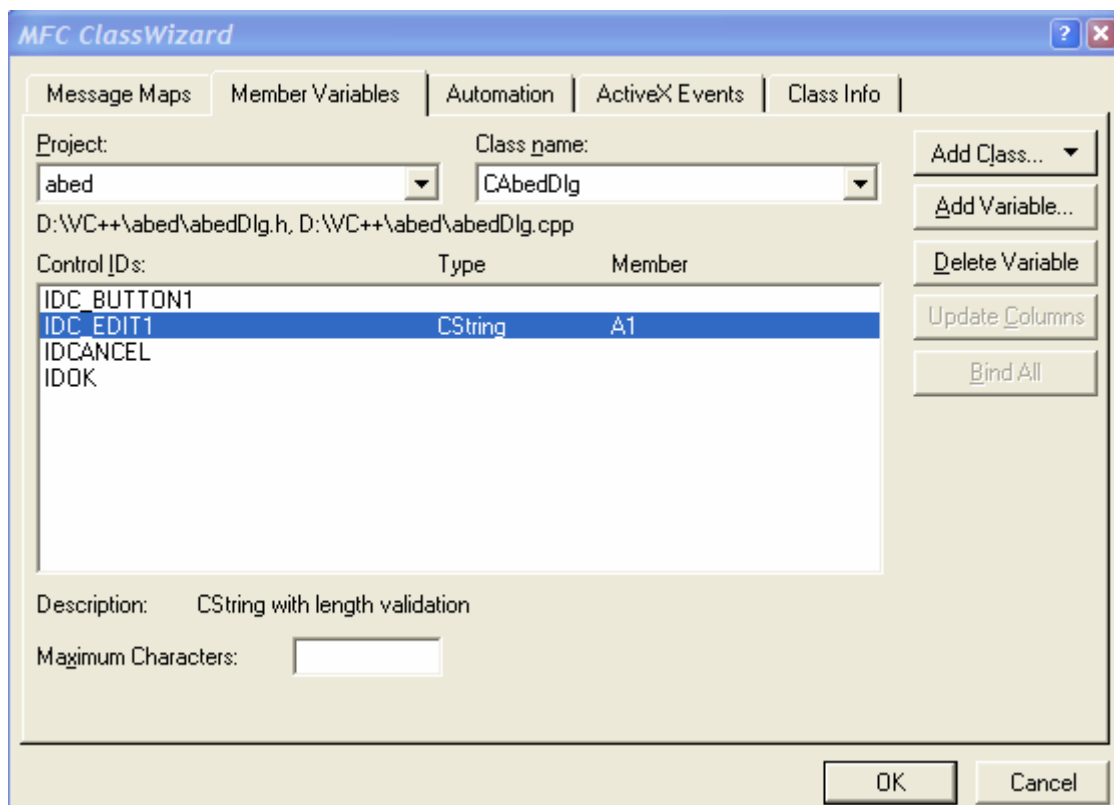 MFC ClassWizard
Message Maps Member Variables Automation ActiveX Events Class Info
Project: Class name:
abed CAbedDlg
D:\VC++\abed\abedDlg.h, D:\VC++\abed\abedDlg.cpp
Control IDs: Type Member
IDC_BUTTON1
IDC_EDIT1 CString A1
IDCANCEL
IDOK
Description: CString with length validation
Maximum Characters:
Add Class...
Add Variable...
Delete Variable
Update Columns
Bind All
OK Cancel